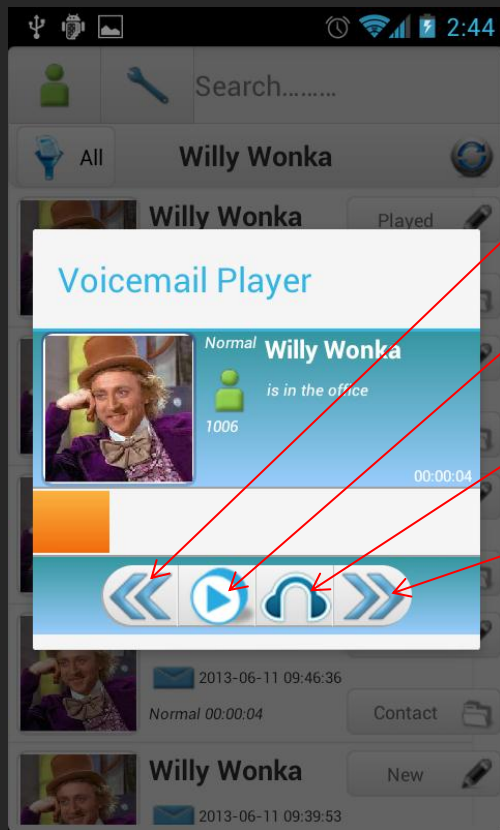 2:44
Search.........
All
Willy Wonka
Willy Wonka
Played
Voicemail Player
Normal
Willy Wonka
is in the office
1006
00:00:04
2013-06-11 09:46:36
Normal 00:00:04
Contact
Willy Wonka
New
2013-06-11 09:39:53